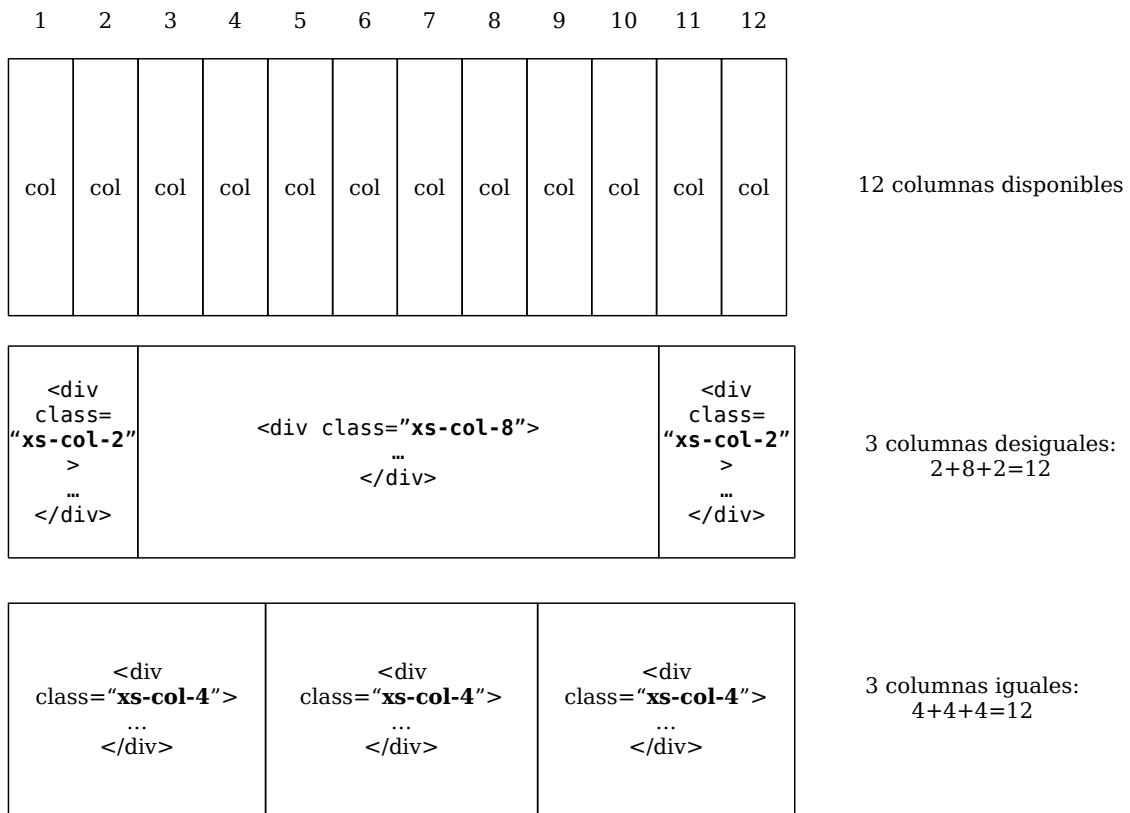 1 2 3 4 5 6 7 8 9 10 11 12
col col col col col col col col col col col col
12 columnas disponibles
<div
class=
“xs-col-2”
>
…
</div>
<div class=”xs-col-8”>
…
</div>
<div
class=
“xs-col-2”
>
…
</div>
3 columnas desiguales:
2+8+2=12
<div
class=“xs-col-4”>
…
</div>
<div
class=“xs-col-4”>
…
</div>
<div
class=“xs-col-4”>
…
</div>
3 columnas iguales:
4+4+4=12